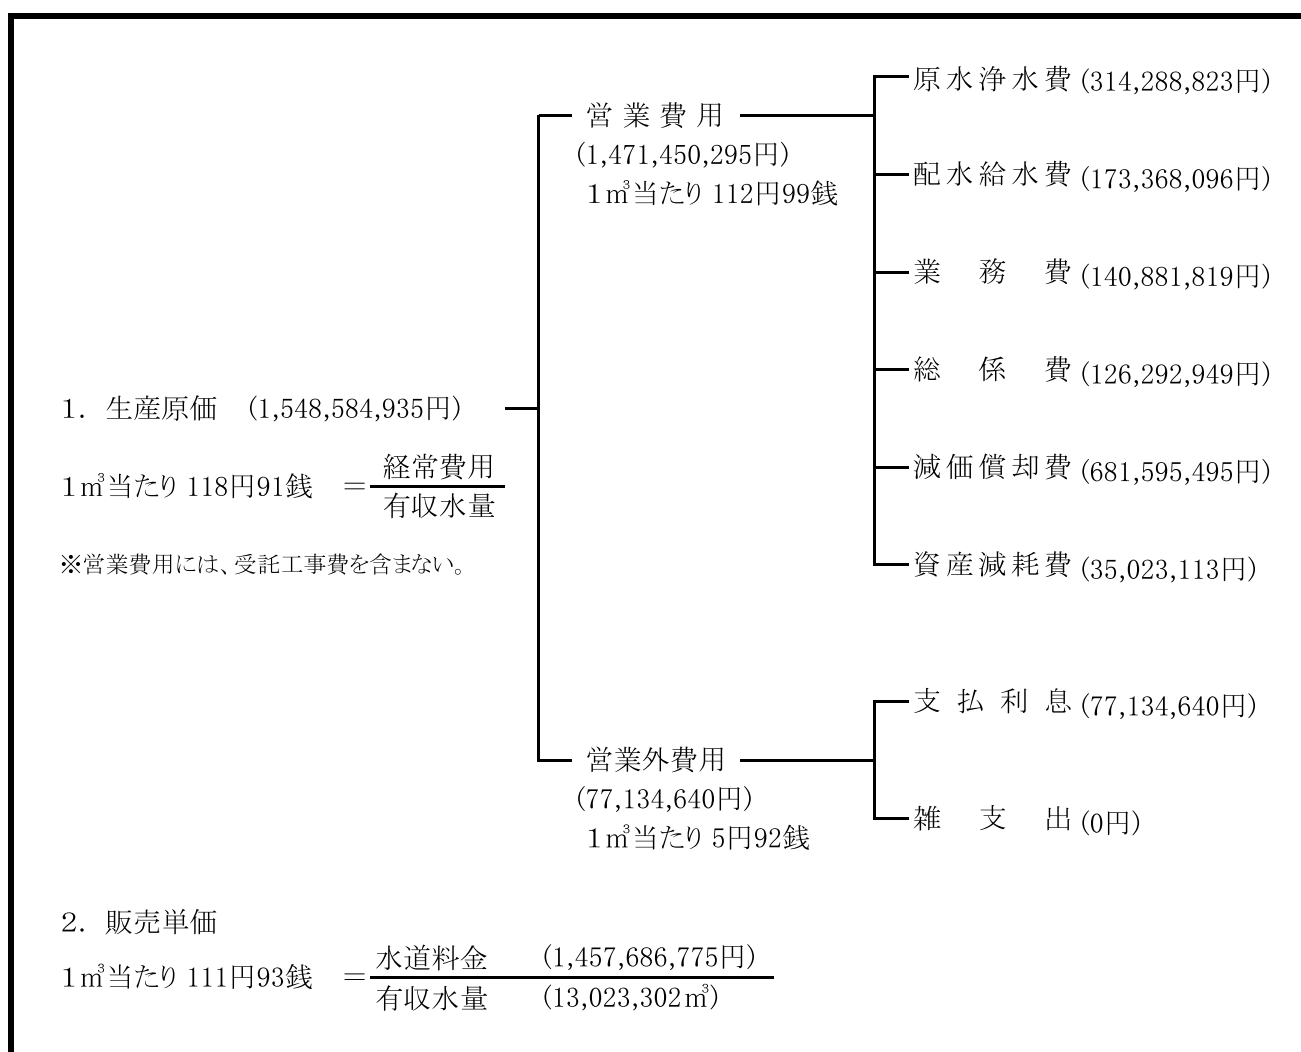 1. 生産原価 (1,548,584,935円)
1㎥当たり 118円91銭 = 経常費用
有収水量
※営業費用には、受託工事費を含まない。
営業費用
(1,471,450,295円)
1㎥当たり 112円99銭
原水浄水費 (314,288,823円)
配水給水費 (173,368,096円)
業務費 (140,881,819円)
総係費 (126,292,949円)
減価償却費 (681,595,495円)
資産減耗費 (35,023,113円)
営業外費用
(77,134,640円)
1㎥当たり 5円92銭
支払利息 (77,134,640円)
雑支出 (0円)
2. 販売単価
1㎥当たり 111円93銭 = 水道料金 (1,457,686,775円)
有収水量 (13,023,302㎥)